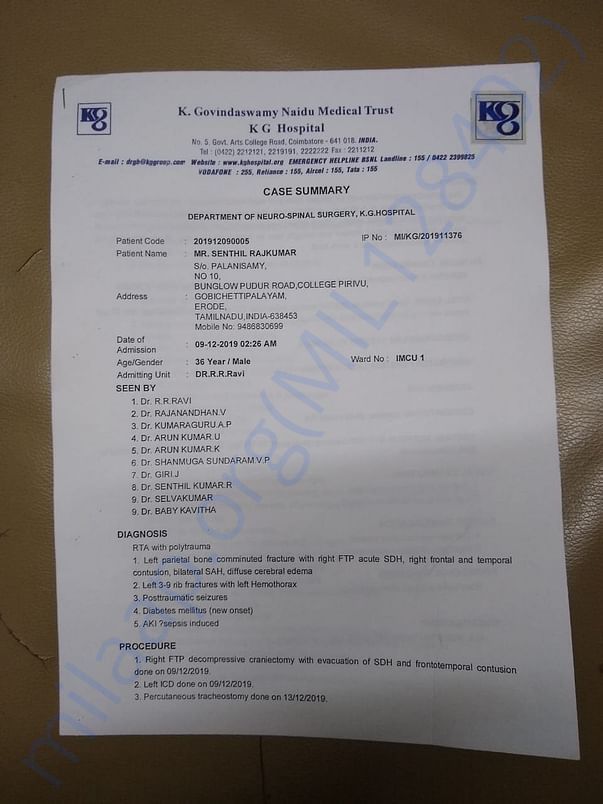 K. Govindaswamy Naidu Medical Trust
K G Hospital
No. 5, Govt. Arts College Road, Coimbatore - 641 018. INDIA.
Tel : (0422) 2212121, 2219191, 2222222 Fax : 2211212
E-mail : drgb@kggroup.com Website : www.kghospital.org EMERGENCY HELPLINE BSNL Landline : 155 / 0422 2399825
VODAFONE : 255, Reliance : 155, Aircel : 155, Tata : 155
CASE SUMMARY
DEPARTMENT OF NEURO-SPINAL SURGERY, K.G.HOSPITAL
Patient Code : 201912090005 IP No : MI/KG/201911376
Patient Name : MR. SENTHIL RAJKUMAR
S/o. PALANISAMY,
NO 10,
BUNGLOW PUDUR ROAD,COLLEGE PIRIVU,
Address : GOBICHETTIPALAYAM,
ERODE,
TAMILNADU,INDIA-638453
Mobile No: 9486830699
Date of Admission : 09-12-2019 02:26 AM
Age/Gender : 36 Year / Male Ward No : IMCU 1
Admitting Unit : DR.R.R.Ravi
SEEN BY
1. Dr. R.R.RAVI
2. Dr. RAJANANDHAN.V
3. Dr. KUMARAGURU.A.P
4. Dr. ARUN KUMAR.U
5. Dr. ARUN KUMAR.K
6. Dr. SHANMUGA SUNDARAM.V.P
7. Dr. GIRI.J
8. Dr. SENTHIL KUMAR.R
9. Dr. SELVAKUMAR
9. Dr. BABY KAVITHA
DIAGNOSIS
RTA with polytrauma
1. Left parietal bone comminuted fracture with right FTP acute SDH, right frontal and temporal
contusion, bilateral SAH, diffuse cerebral edema
2. Left 3-9 rib fractures with left Hemothorax
3. Posttraumatic seizures
4. Diabetes mellitus (new onset)
5. AKI ?sepsis induced
PROCEDURE
1. Right FTP decompressive craniectomy with evacuation of SDH and frontotemporal contusion
done on 09/12/2019.
2. Left ICD done on 09/12/2019.
3. Percutaneous tracheostomy done on 13/12/2019.
milaap.org(MIL128402)